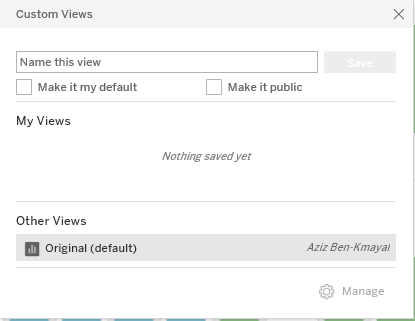 Custom Views
Name this view
Save
Make it my default
Make it public
My Views
Nothing saved yet
Other Views
Original (default)
Aziz Ben-Kmayal
Manage